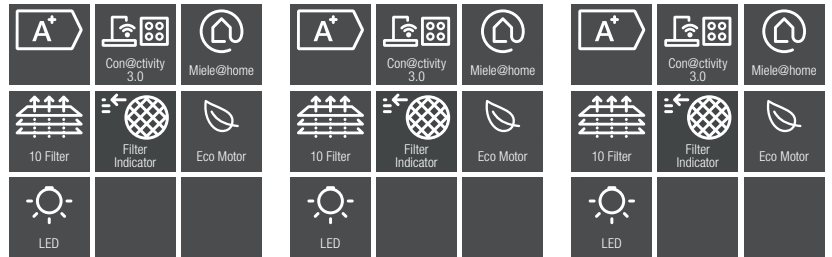 A+
Con@ctivity
3.0
Miele@home
10 Filter
Filter
Indicator
Eco Motor
LED
A+
Con@ctivity
3.0
Miele@home
10 Filter
Filter
Indicator
Eco Motor
LED
A+
Con@ctivity
3.0
Miele@home
10 Filter
Filter
Indicator
Eco Motor
LED